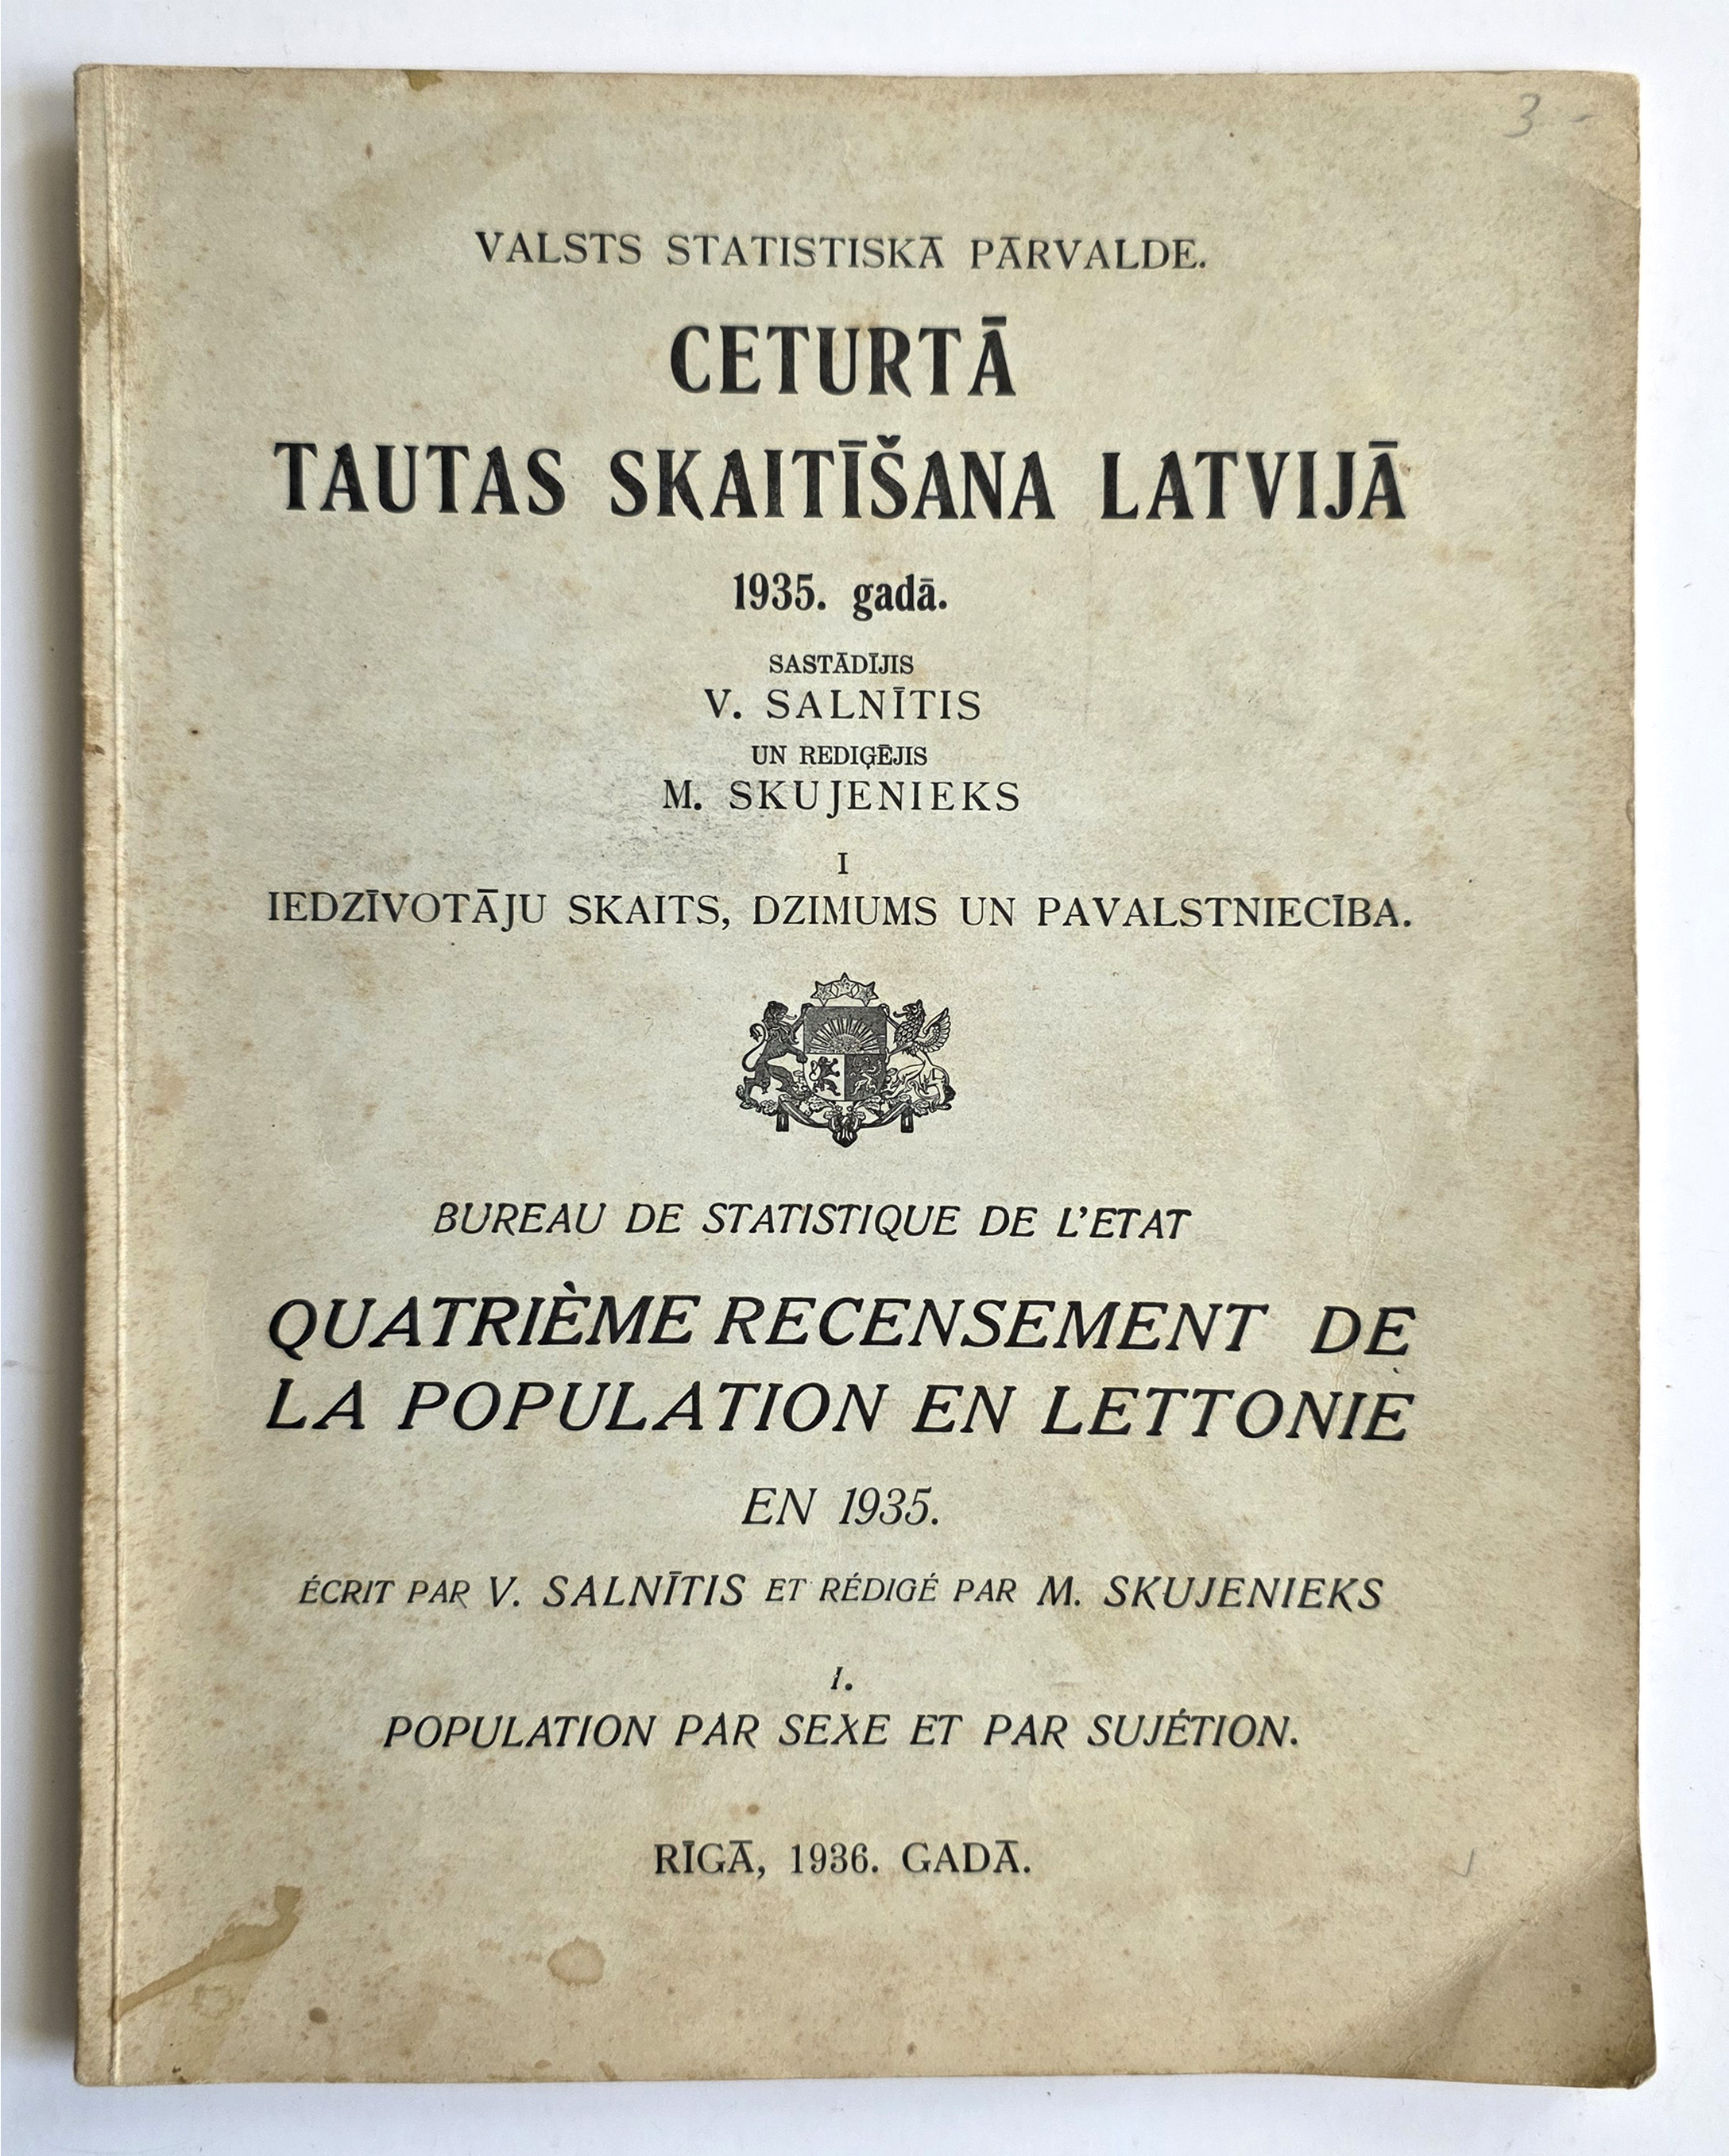 3 -
VALSTS STATISTISKĀ PĀRVALDE.
CETURTĀ
TAUTAS SKAITĪŠANA LATVIJĀ
1935. gadā.
SASTĀDĪJIS
V. SALNĪTIS
UN REDIĢĒJIS
M. SKUJENIEKS
I
IEDZĪVOTĀJU SKAITS, DZIMUMS UN PAVALSTNIECĪBA.
BUREAU DE STATISTIQUE DE L'ETAT
QUATRIÈME RECENSEMENT DE
LA POPULATION EN LETTONIE
EN 1935.
ÉCRIT PAR V. SALNĪTIS ET RÉDIGÉ PAR M. SKUJENIEKS
I.
POPULATION PAR SEXE ET PAR SUJÉTION.
RĪGĀ, 1936. GADĀ.